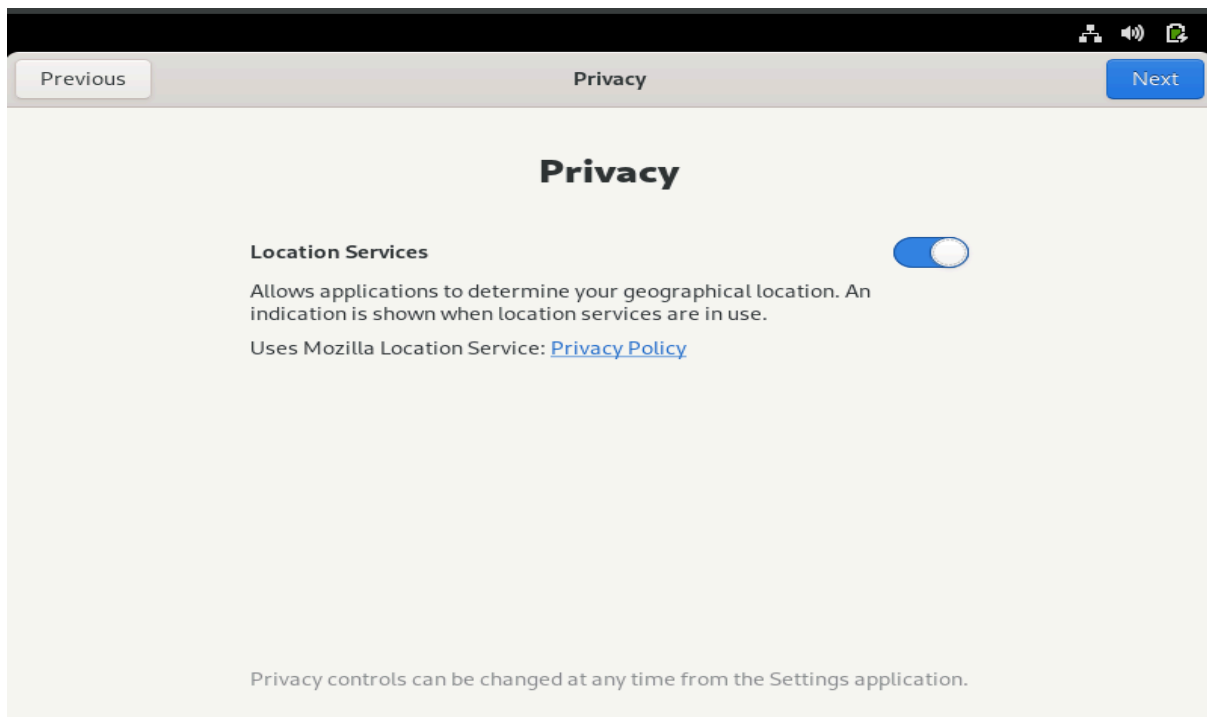 Previous
Privacy
Next
Privacy
Location Services
Allows applications to determine your geographical location. An
indication is shown when location services are in use.
Uses Mozilla Location Service: Privacy Policy
Privacy controls can be changed at any time from the Settings application.